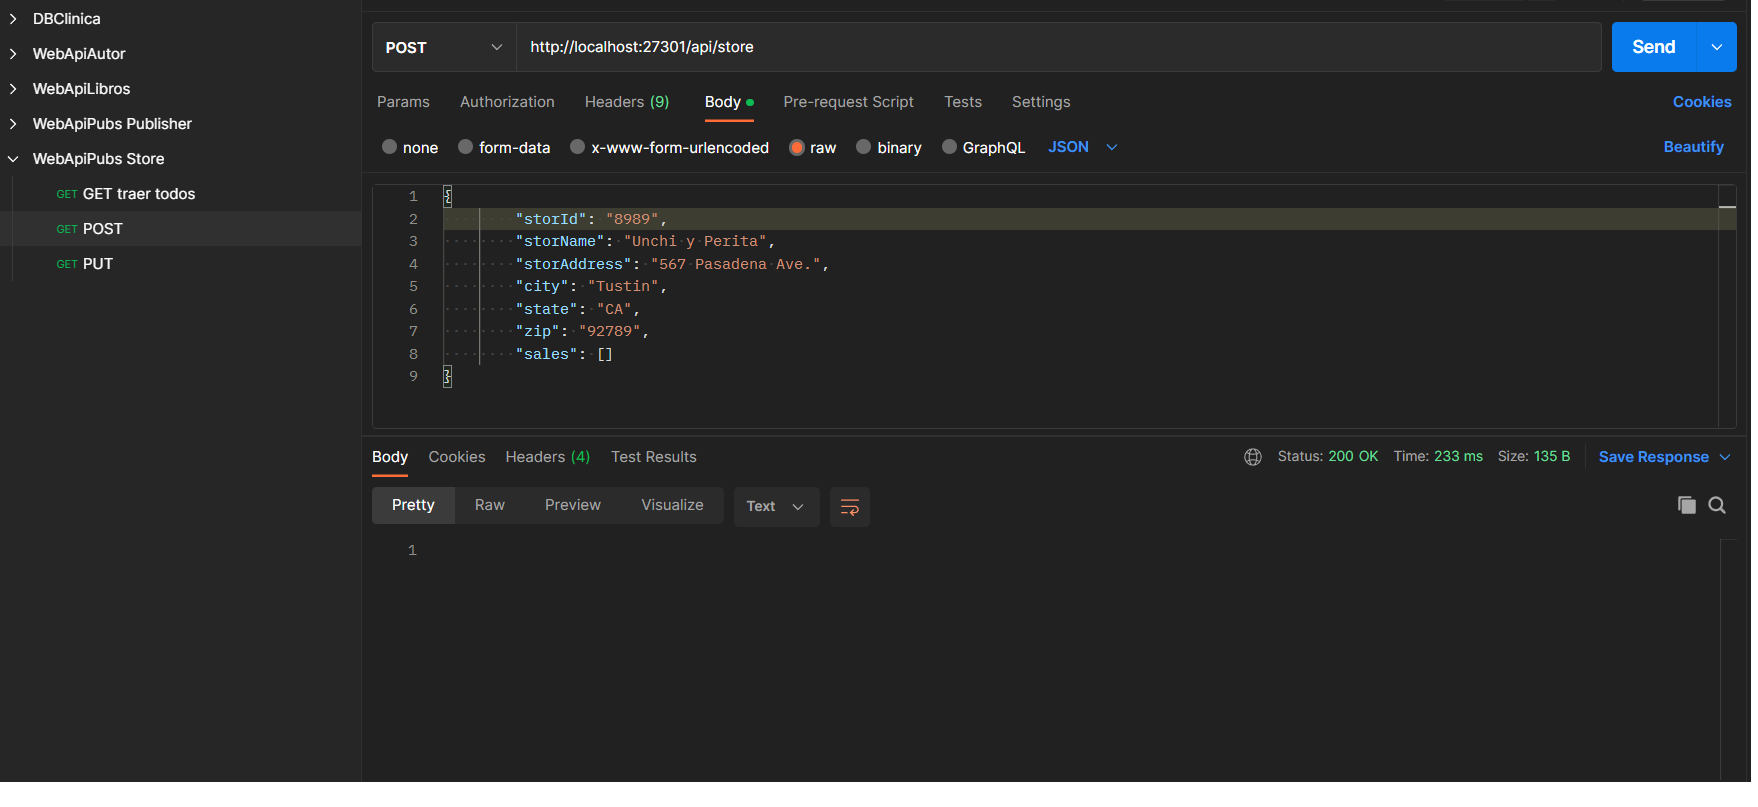 DBClinica
WebApiAutor
WebApiLibros
WebApiPubs Publisher
WebApiPubs Store
GET GET traer todos
GET POST
GET PUT
POST http://localhost:27301/api/store Send
Params Authorization Headers (9) Body Pre-request Script Tests Settings Cookies
none form-data x-www-form-urlencoded raw binary GraphQL JSON Beautify
1 {
2 "storId": "8989",
3 "storName": "Unchi y Perita",
4 "storAddress": "567 Pasadena Ave.",
5 "city": "Tustin",
6 "state": "CA",
7 "zip": "92789",
8 "sales": []
9 }
Body Cookies Headers (4) Test Results Status: 200 OK Time: 233 ms Size: 135 B Save Response
Pretty Raw Preview Visualize Text
1